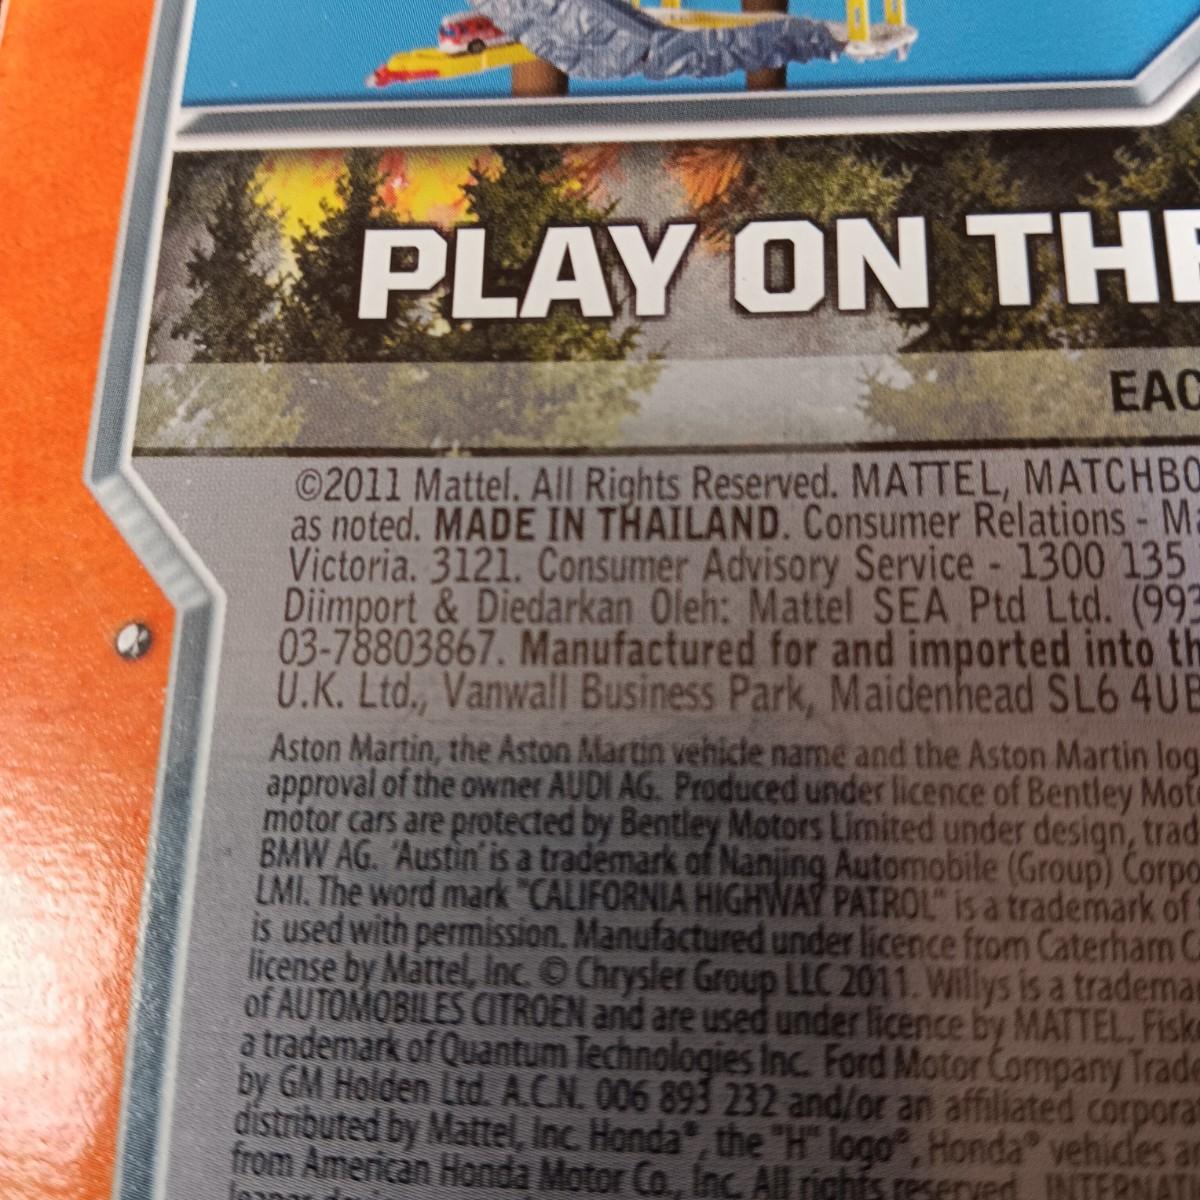 PLAY ON THE
EAC
©2011 Mattel. All Rights Reserved. MATTEL, MATCHBO
as noted. MADE IN THAILAND. Consumer Relations - M
Victoria. 3121. Consumer Advisory Service - 1300 135
Diimport & Diedarkan Oleh: Mattel SEA Ptd Ltd. (993
03-78803867. Manufactured for and imported into th
U.K. Ltd., Vanwall Business Park, Maidenhead SL6 4UB
Aston Martin, the Aston Martin vehicle name and the Aston Martin log
approval of the owner AUDI AG. Produced under licence of Bentley Mot
motor cars are protected by Bentley Motors Limited under design, trad
BMW AG. 'Austin' is a trademark of Nanjing Automobile (Group) Corpo
LMI. The word mark "CALIFORNIA HIGHWAY PATROL" is a trademark of
is used with permission. Manufactured under licence from Caterham C
license by Mattel, Inc. © Chrysler Group LLC 2011. Willys is a tradema
of AUTOMOBILES CITROEN and are used under licence by MATTEL. Fisk
a trademark of Quantum Technologies Inc. Ford Motor Company Trade
by GM Holden Ltd. A.C.N. 006 893 232 and/or an affiliated corpora
distributed by Mattel, Inc. Honda®, the "H" logo®, Honda® vehicles an
from American Honda Motor Co., Inc. All rights reserved. INTERNAT